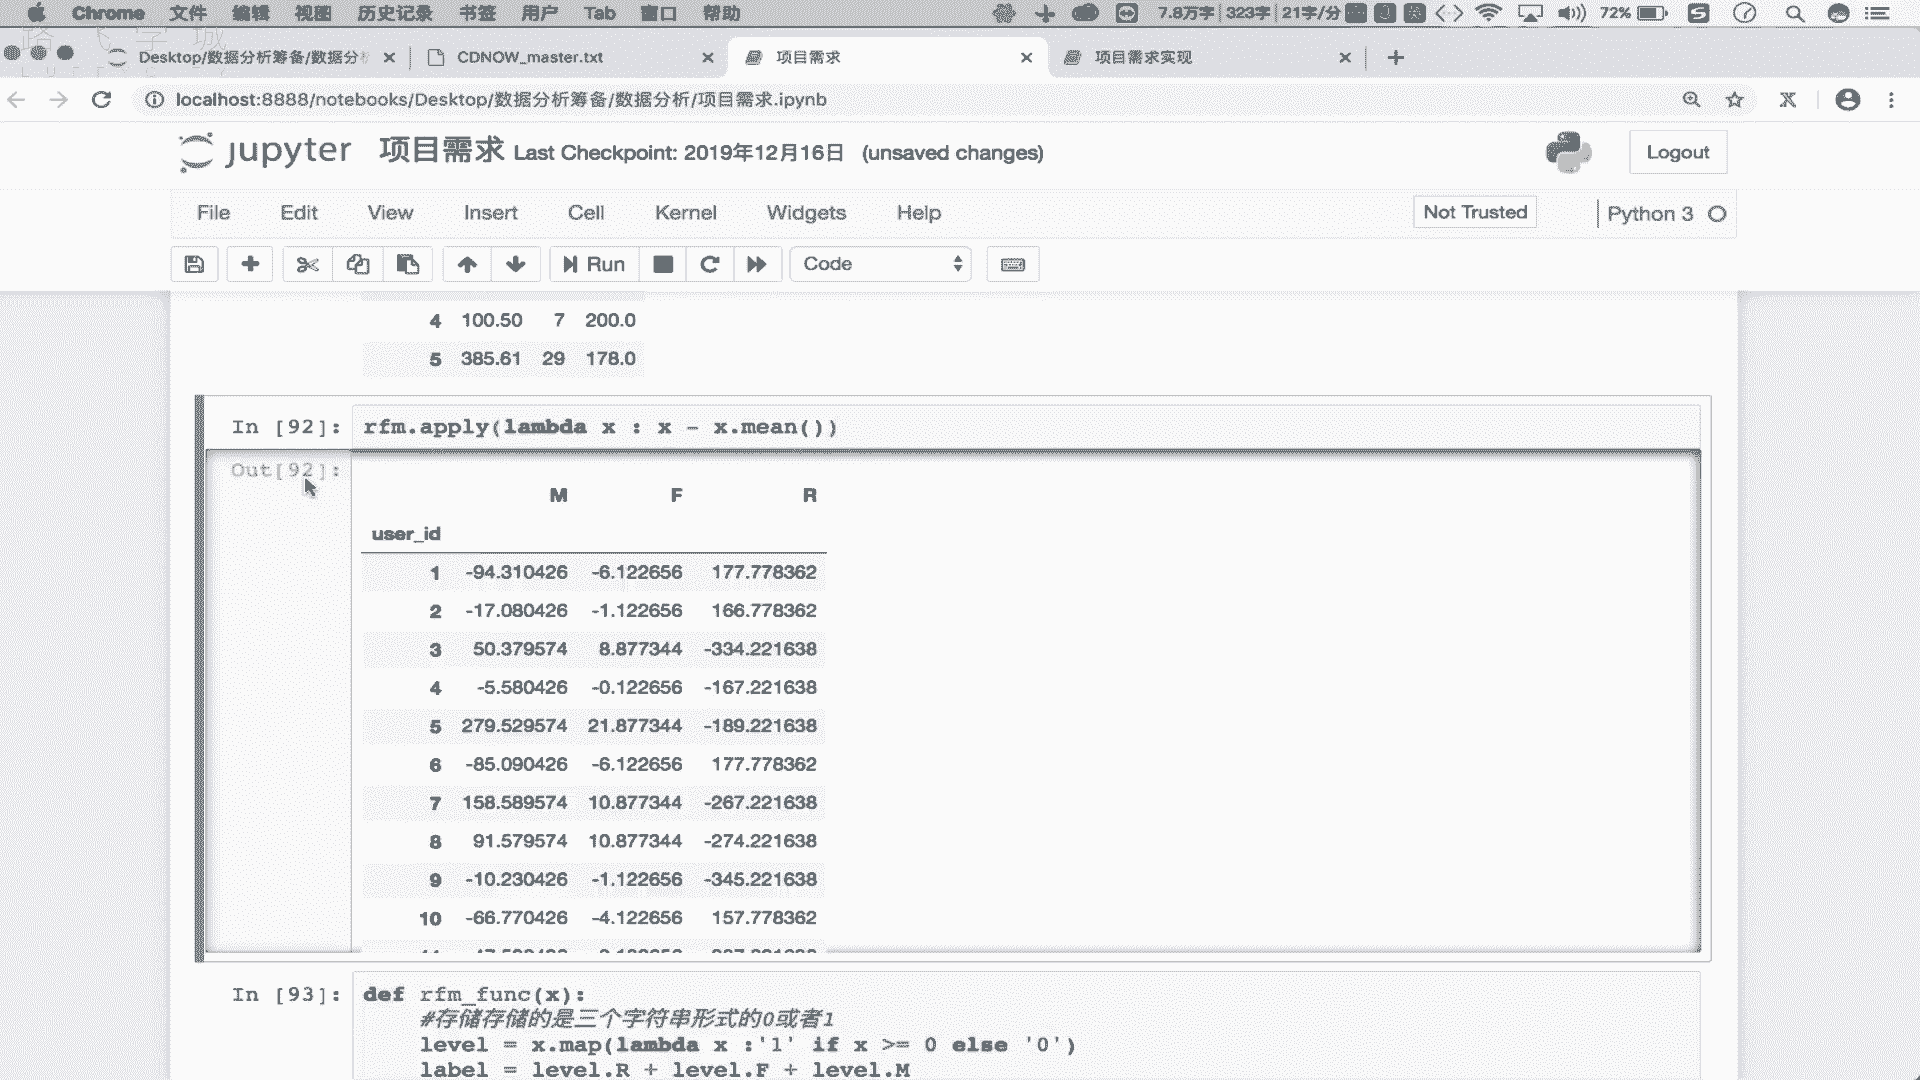 Chrome 文件 编辑 视图 历史记录 书签 用户 Tab 窗口 帮助 7.8万字 323字 21字/分 72%
Desktop/数据分析筹备/数据分 CDNOW_master.txt 项目需求 项目需求实现
localhost:8888/notebooks/Desktop/数据分析筹备/数据分析/项目需求.ipynb
jupyter 项目需求 Last Checkpoint: 2019年12月16日 (unsaved changes) Logout
File Edit View Insert Cell Kernel Widgets Help Not Trusted Python 3
Run Code
4 100.50 7 200.0
5 385.61 29 178.0
In [92]: rfm.apply(lambda x : x - x.mean())
Out[92]:
M F R
user_id
1 -94.310426 -6.122656 177.778362
2 -17.080426 -1.122656 166.778362
3 50.379574 8.877344 -334.221638
4 -5.580426 -0.122656 -167.221638
5 279.529574 21.877344 -189.221638
6 -85.090426 -6.122656 177.778362
7 158.589574 10.877344 -267.221638
8 91.579574 10.877344 -274.221638
9 -10.230426 -1.122656 -345.221638
10 -66.770426 -4.122656 157.778362
In [93]: def rfm_func(x):
#存储存储的是三个字符串形式的0或者1
level = x.map(lambda x :'1' if x >= 0 else '0')
label = level.R + level.F + level.M